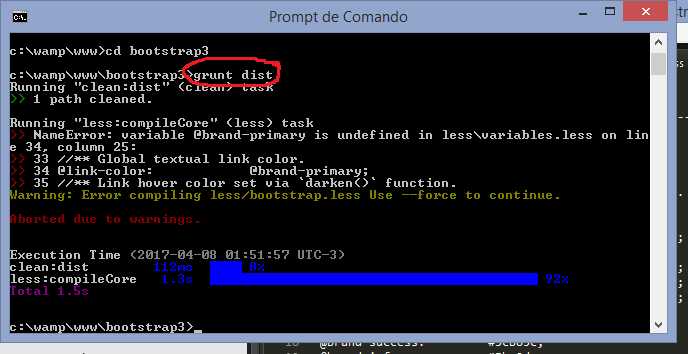 Prompt de Comando
c:\wamp\www>cd bootstrap3
c:\wamp\www\bootstrap3>grunt dist
Running "clean:dist" (clean) task
>> 1 path cleaned.
Running "less:compileCore" (less) task
>> NameError: variable @brand-primary is undefined in less\variables.less on lin
e 34, column 25:
>> 33 //** Global textual link color.
>> 34 @link-color:            @brand-primary;
>> 35 //** Link hover color set via `darken()` function.
Warning: Error compiling less/bootstrap.less Use --force to continue.
Aborted due to warnings.
Execution Time (2017-04-08 01:51:57 UTC-3)
clean:dist 112ms 8%
less:compileCore 1.3s 92%
Total 1.5s
c:\wamp\www\bootstrap3>_